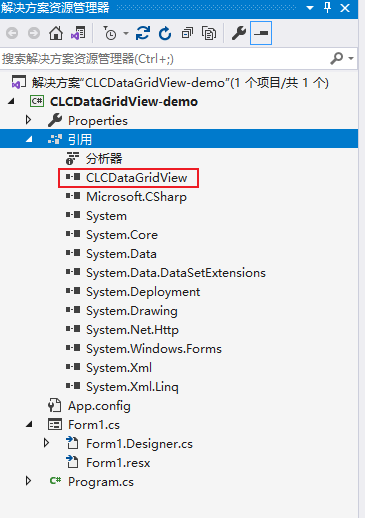 解决方案资源管理器
搜索解决方案资源管理器(Ctrl+;)
解决方案"CLCDataGridView-demo"(1 个项目/共 1 个)
C# CLCDataGridView-demo
Properties
引用
分析器
CLCDataGridView
Microsoft.CSharp
System
System.Core
System.Data
System.Data.DataSetExtensions
System.Deployment
System.Drawing
System.Net.Http
System.Windows.Forms
System.Xml
System.Xml.Linq
App.config
Form1.cs
Form1.Designer.cs
Form1.resx
C# Program.cs